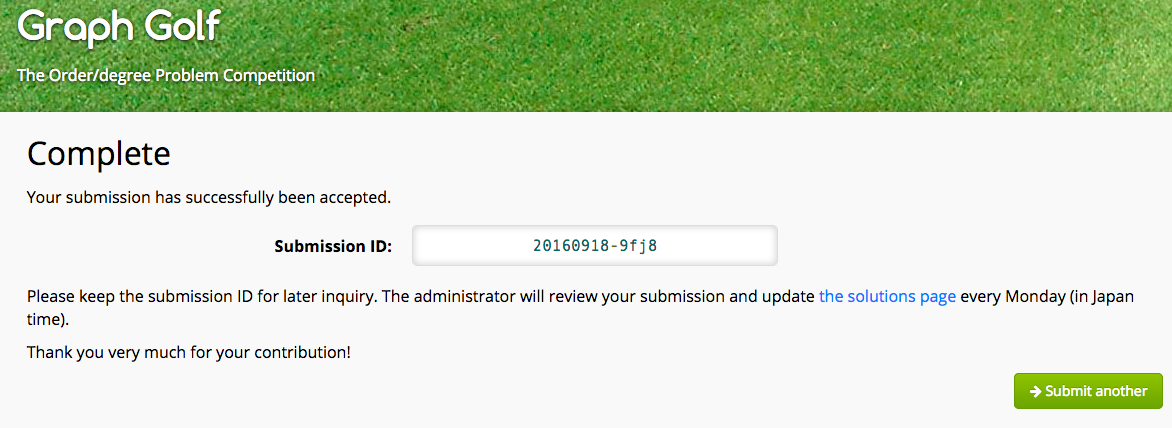 Graph Golf
The Order/degree Problem Competition
Complete
Your submission has successfully been accepted.
Submission ID: 20160918-9fj8
Please keep the submission ID for later inquiry. The administrator will review your submission and update the solutions page every Monday (in Japan
time).
Thank you very much for your contribution!
→ Submit another